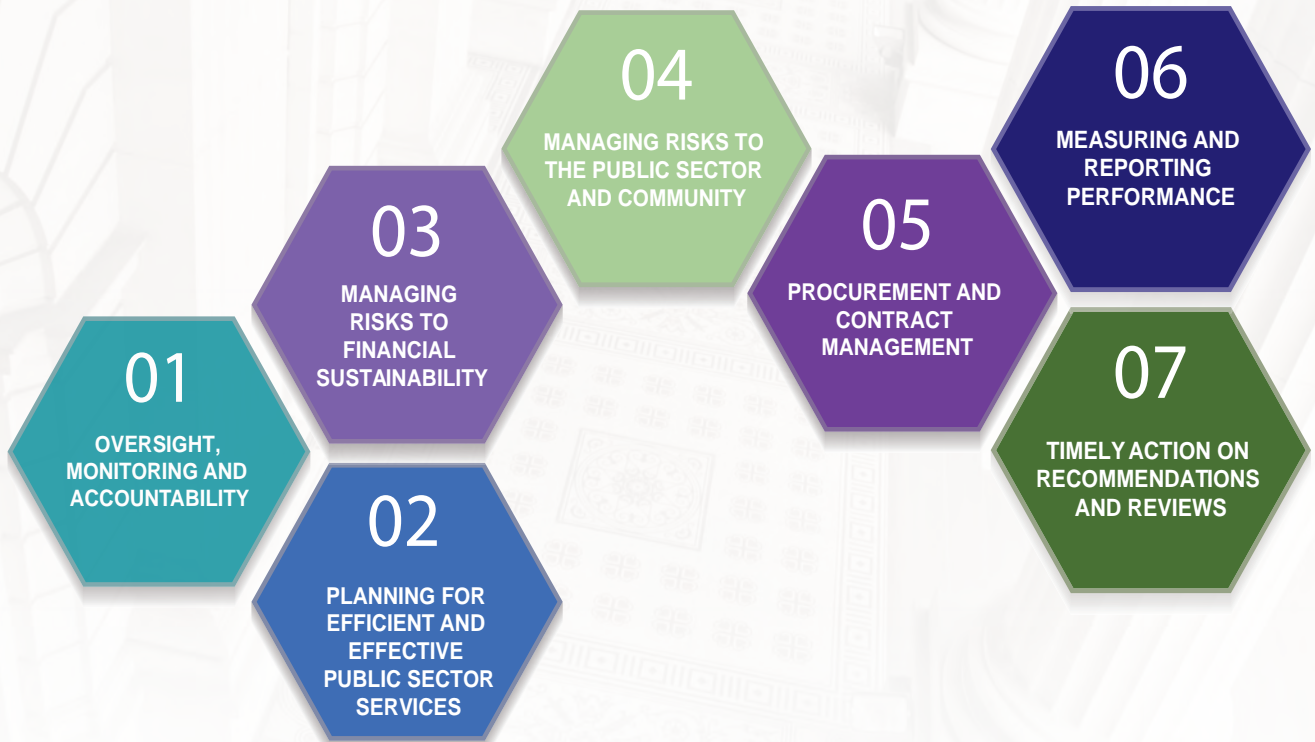 01
OVERSIGHT,
MONITORING AND
ACCOUNTABILITY
02
PLANNING FOR
EFFICIENT AND
EFFECTIVE
PUBLIC SECTOR
SERVICES
03
MANAGING
RISKS TO
FINANCIAL
SUSTAINABILITY
04
MANAGING RISKS TO
THE PUBLIC SECTOR
AND COMMUNITY
05
PROCUREMENT AND
CONTRACT
MANAGEMENT
06
MEASURING AND
REPORTING
PERFORMANCE
07
TIMELY ACTION ON
RECOMMENDATIONS
AND REVIEWS